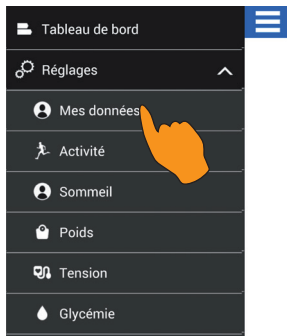 Tableau de bord
Réglages
Mes données
Activité
Sommeil
Poids
Tension
Glycémie